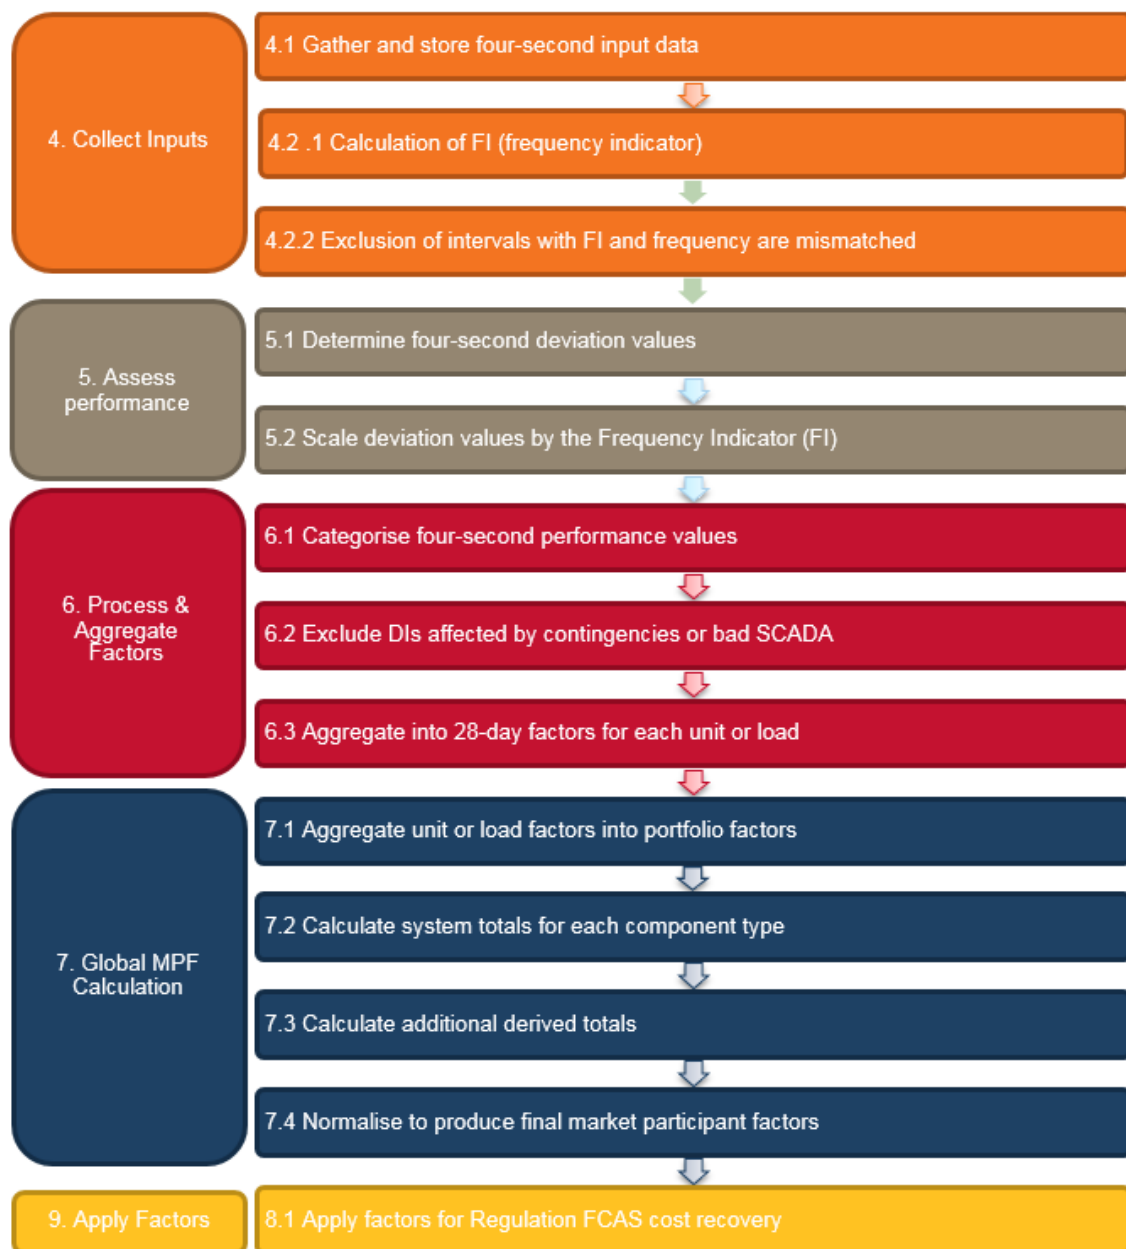 4. Collect Inputs
4.1 Gather and store four-second input data
4.2 .1 Calculation of FI (frequency indicator)
4.2.2 Exclusion of intervals with FI and frequency are mismatched
5. Assess
performance
5.1 Determine four-second deviation values
5.2 Scale deviation values by the Frequency Indicator (FI)
6. Process &
Aggregate
Factors
6.1 Categorise four-second performance values
6.2 Exclude DIs affected by contingencies or bad SCADA
6.3 Aggregate into 28-day factors for each unit or load
7. Global MPF
Calculation
7.1 Aggregate unit or load factors into portfolio factors
7.2 Calculate system totals for each component type
7.3 Calculate additional derived totals
7.4 Normalise to produce final market participant factors
9. Apply Factors
8.1 Apply factors for Regulation FCAS cost recovery